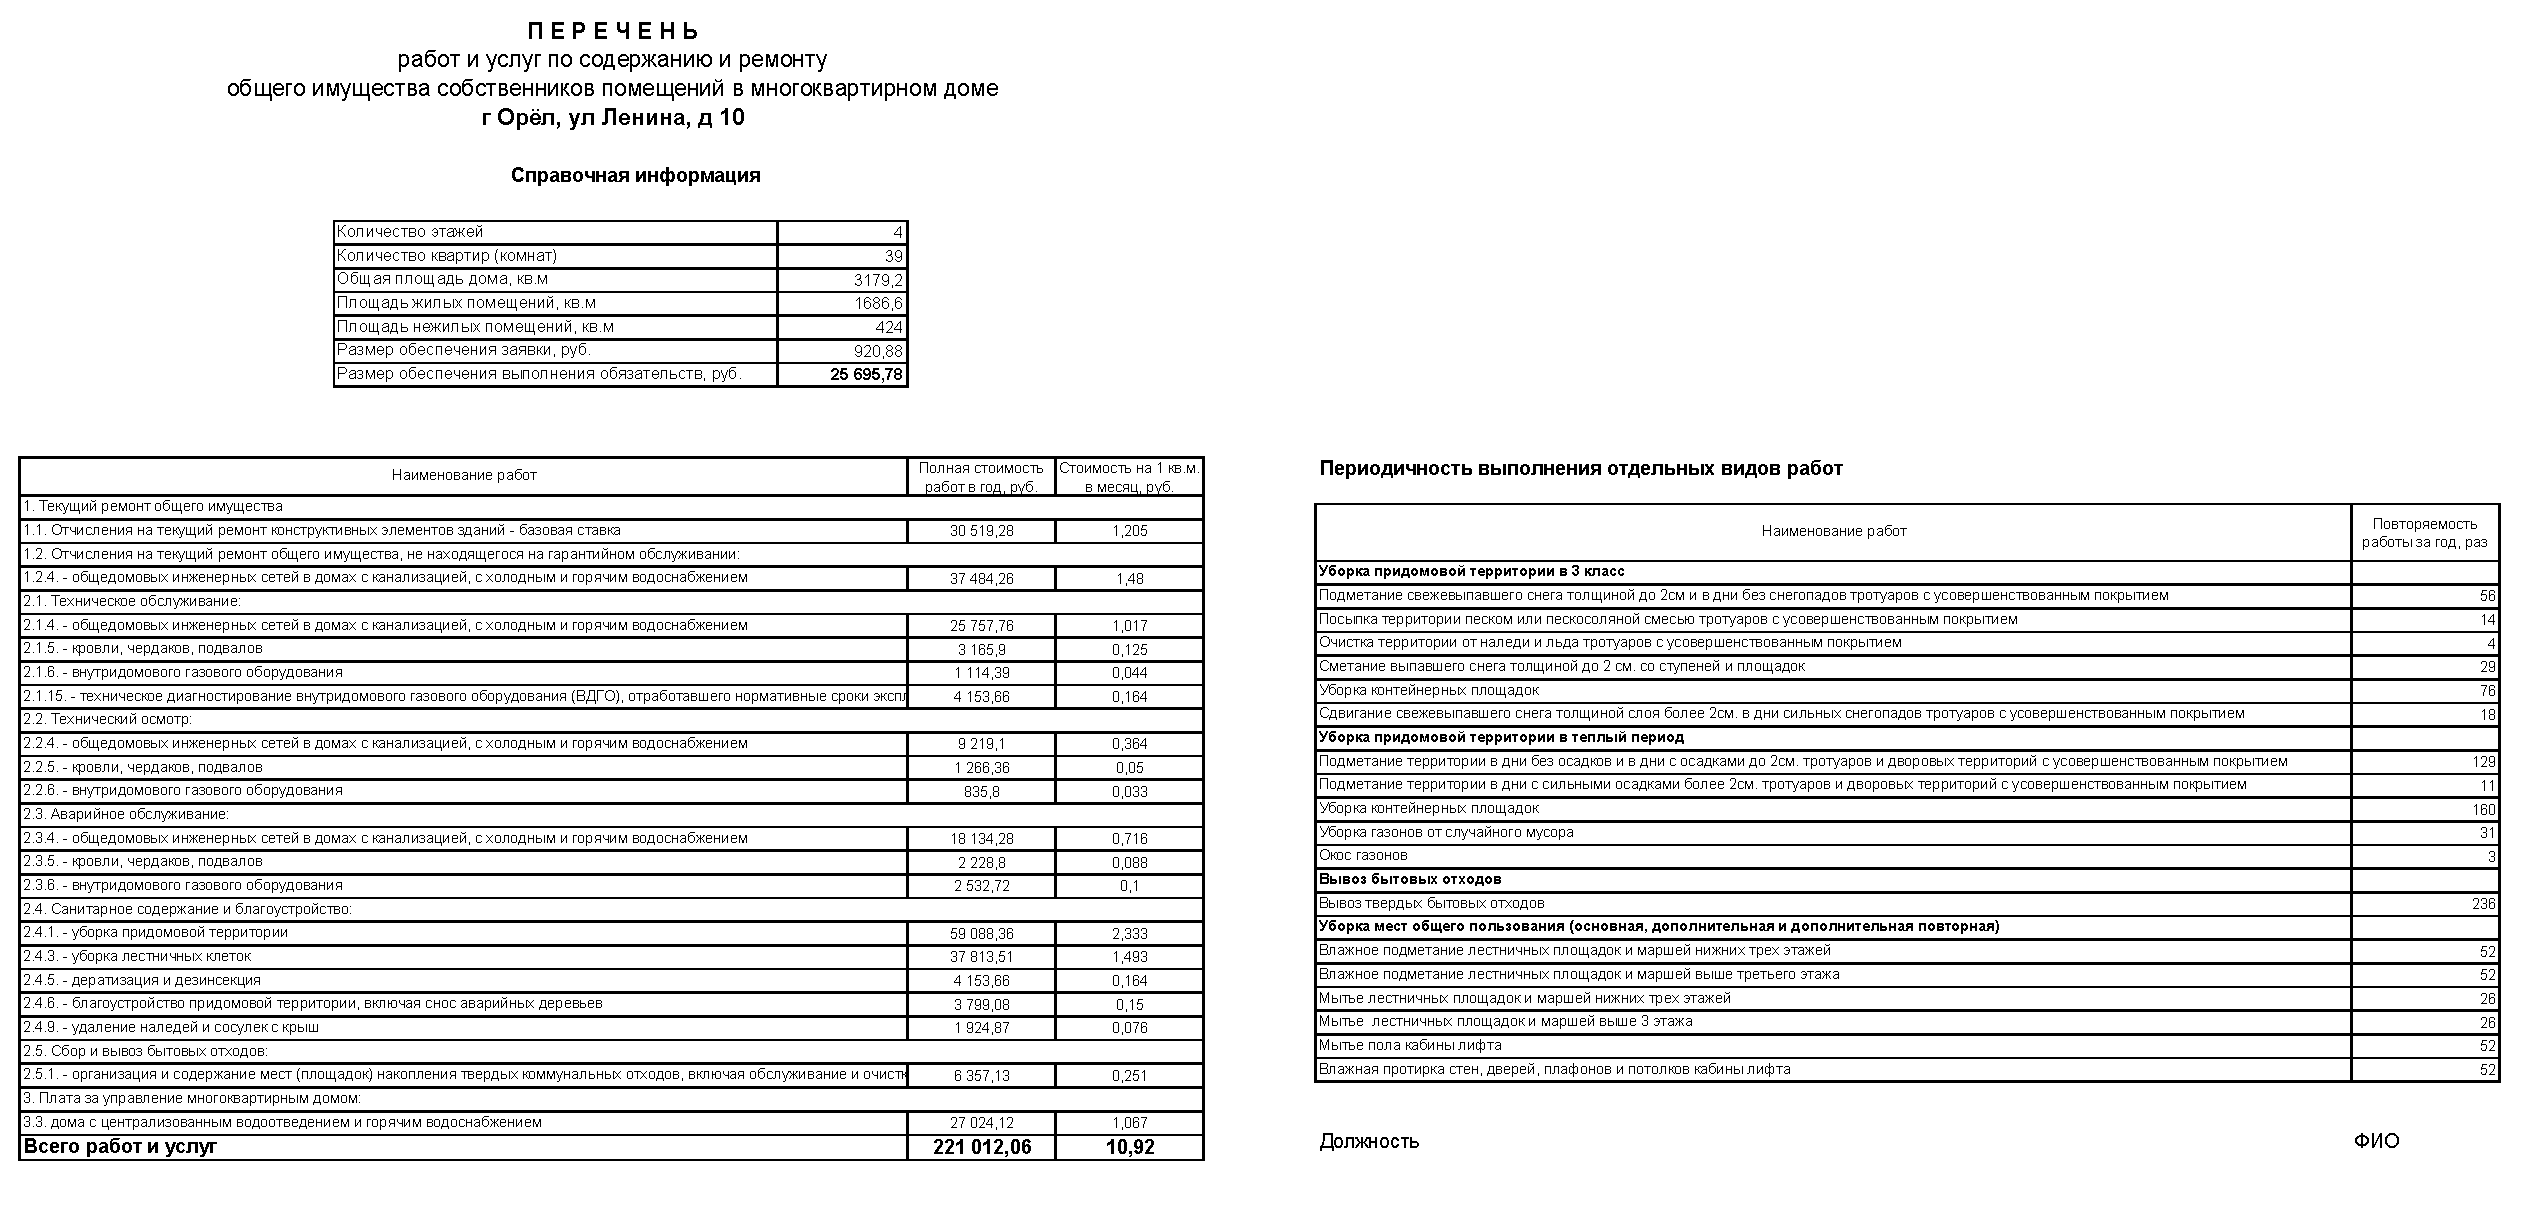 П Е Р Е Ч Е Н Ь
работ и услуг по содержанию и ремонту
общего имущества собственников помещений в многоквартирном доме
г Орёл, ул Ленина, д 10
Справочная информация
Количество этажей 4
Количество квартир (комнат) 39
Общая площадь дома, кв.м 3179,2
Площадь жилых помещений, кв.м 1686,6
Площадь нежилых помещений, кв.м 424
Размер обеспечения заявки, руб. 920,88
Размер обеспечения выполнения обязательств, руб. 25 695,78
Наименование работ Полная стоимость работ в год, руб. Стоимость на 1 кв.м. в месяц, руб.
1. Текущий ремонт общего имущества
1.1. Отчисления на текущий ремонт конструктивных элементов зданий - базовая ставка 30 519,28 1,205
1.2. Отчисления на текущий ремонт общего имущества, не находящегося на гарантийном обслуживании:
1.2.4. - общедомовых инженерных сетей в домах с канализацией, с холодным и горячим водоснабжением 37 484,26 1,48
2.1. Техническое обслуживание:
2.1.4. - общедомовых инженерных сетей в домах с канализацией, с холодным и горячим водоснабжением 25 757,76 1,017
2.1.5. - кровли, чердаков, подвалов 3 165,9 0,125
2.1.6. - внутридомового газового оборудования 1 114,39 0,044
2.1.15. - техническое диагностирование внутридомового газового оборудования (ВДГО), отработавшего нормативные сроки экспл 4 153,66 0,164
2.2. Технический осмотр:
2.2.4. - общедомовых инженерных сетей в домах с канализацией, с холодным и горячим водоснабжением 9 219,1 0,364
2.2.5. - кровли, чердаков, подвалов 1 266,36 0,05
2.2.6. - внутридомового газового оборудования 835,8 0,033
2.3. Аварийное обслуживание:
2.3.4. - общедомовых инженерных сетей в домах с канализацией, с холодным и горячим водоснабжением 18 134,28 0,716
2.3.5. - кровли, чердаков, подвалов 2 228,8 0,088
2.3.6. - внутридомового газового оборудования 2 532,72 0,1
2.4. Санитарное содержание и благоустройство:
2.4.1. - уборка придомовой территории 59 088,36 2,333
2.4.3. - уборка лестничных клеток 37 813,51 1,493
2.4.5. - дератизация и дезинсекция 4 153,66 0,164
2.4.6. - благоустройство придомовой территории, включая снос аварийных деревьев 3 799,08 0,15
2.4.9. - удаление наледей и сосулек с крыш 1 924,87 0,076
2.5. Сбор и вывоз бытовых отходов:
2.5.1. - организация и содержание мест (площадок) накопления твердых коммунальных отходов, включая обслуживание и очистк 6 357,13 0,251
3. Плата за управление многоквартирным домом:
3.3. дома с централизованным водоотведением и горячим водоснабжением 27 024,12 1,067
Всего работ и услуг 221 012,06 10,92
Периодичность выполнения отдельных видов работ
Наименование работ Повторяемость работы за год, раз
Уборка придомовой территории в 3 класс
Подметание свежевыпавшего снега толщиной до 2см и в дни без снегопадов тротуаров с усовершенствованным покрытием 56
Посыпка территории песком или пескосоляной смесью тротуаров с усовершенствованным покрытием 14
Очистка территории от наледи и льда тротуаров с усовершенствованным покрытием 4
Сметание выпавшего снега толщиной до 2 см. со ступеней и площадок 29
Уборка контейнерных площадок 76
Сдвигание свежевыпавшего снега толщиной слоя более 2см. в дни сильных снегопадов тротуаров с усовершенствованным покрытием 18
Уборка придомовой территории в теплый период
Подметание территории в дни без осадков и в дни с осадками до 2см. тротуаров и дворовых территорий с усовершенствованным покрытием 129
Подметание территории в дни с сильными осадками более 2см. тротуаров и дворовых территорий с усовершенствованным покрытием 11
Уборка контейнерных площадок 160
Уборка газонов от случайного мусора 31
Окос газонов 3
Вывоз бытовых отходов
Вывоз твердых бытовых отходов 236
Уборка мест общего пользования (основная, дополнительная и дополнительная повторная)
Влажное подметание лестничных площадок и маршей нижних трех этажей 52
Влажное подметание лестничных площадок и маршей выше третьего этажа 52
Мытье лестничных площадок и маршей нижних трех этажей 26
Мытье лестничных площадок и маршей выше 3 этажа 26
Мытье пола кабины лифта 52
Влажная протирка стен, дверей, плафонов и потолков кабины лифта 52
Должность ФИО